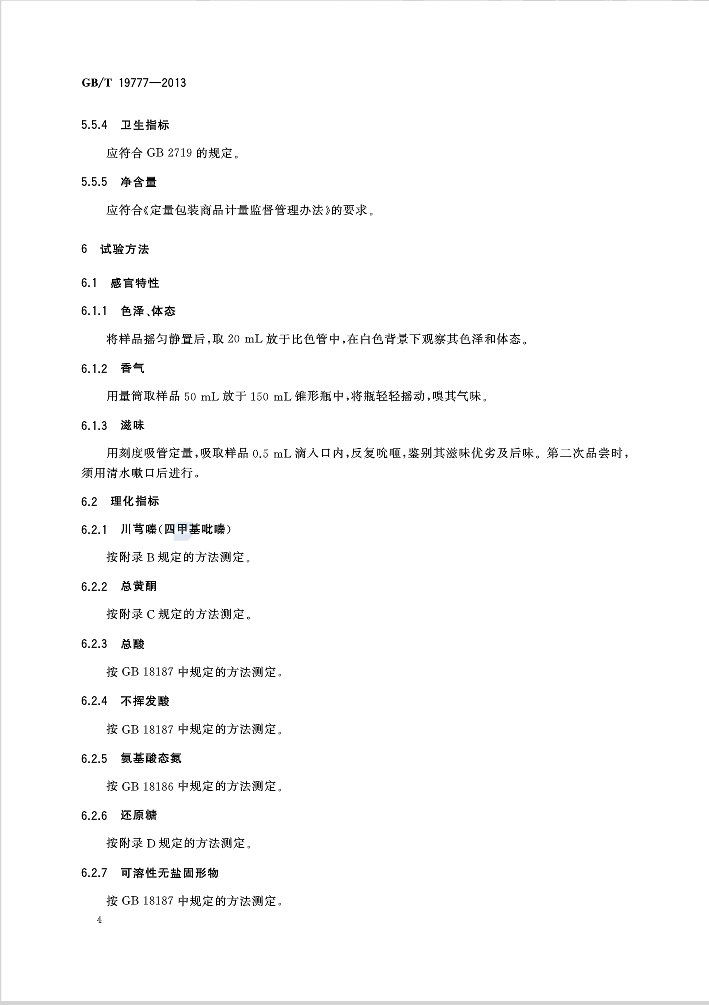 GB/T 19777—2013
5.5.4 卫生指标
应符合 GB 2719 的规定。
5.5.5 净含量
应符合《定量包装商品计量监督管理办法》的要求。
6 试验方法
6.1 感官特性
6.1.1 色泽、体态
将样品摇匀静置后,取 20 mL 放于比色管中,在白色背景下观察其色泽和体态。
6.1.2 香气
用量筒取样品 50 mL 放于 150 mL 锥形瓶中,将瓶轻轻摇动,嗅其气味。
6.1.3 滋味
用刻度吸管定量,吸取样品 0.5 mL 滴入口内,反复吮咂,鉴别其滋味优劣及后味。第二次品尝时,
须用清水嗽口后进行。
6.2 理化指标
6.2.1 川芎嗪(四甲基吡嗪)
按附录 B 规定的方法测定。
6.2.2 总黄酮
按附录 C 规定的方法测定。
6.2.3 总酸
按 GB 18187 中规定的方法测定。
6.2.4 不挥发酸
按 GB 18187 中规定的方法测定。
6.2.5 氨基酸态氮
按 GB 18186 中规定的方法测定。
6.2.6 还原糖
按附录 D 规定的方法测定。
6.2.7 可溶性无盐固形物
按 GB 18187 中规定的方法测定。
4